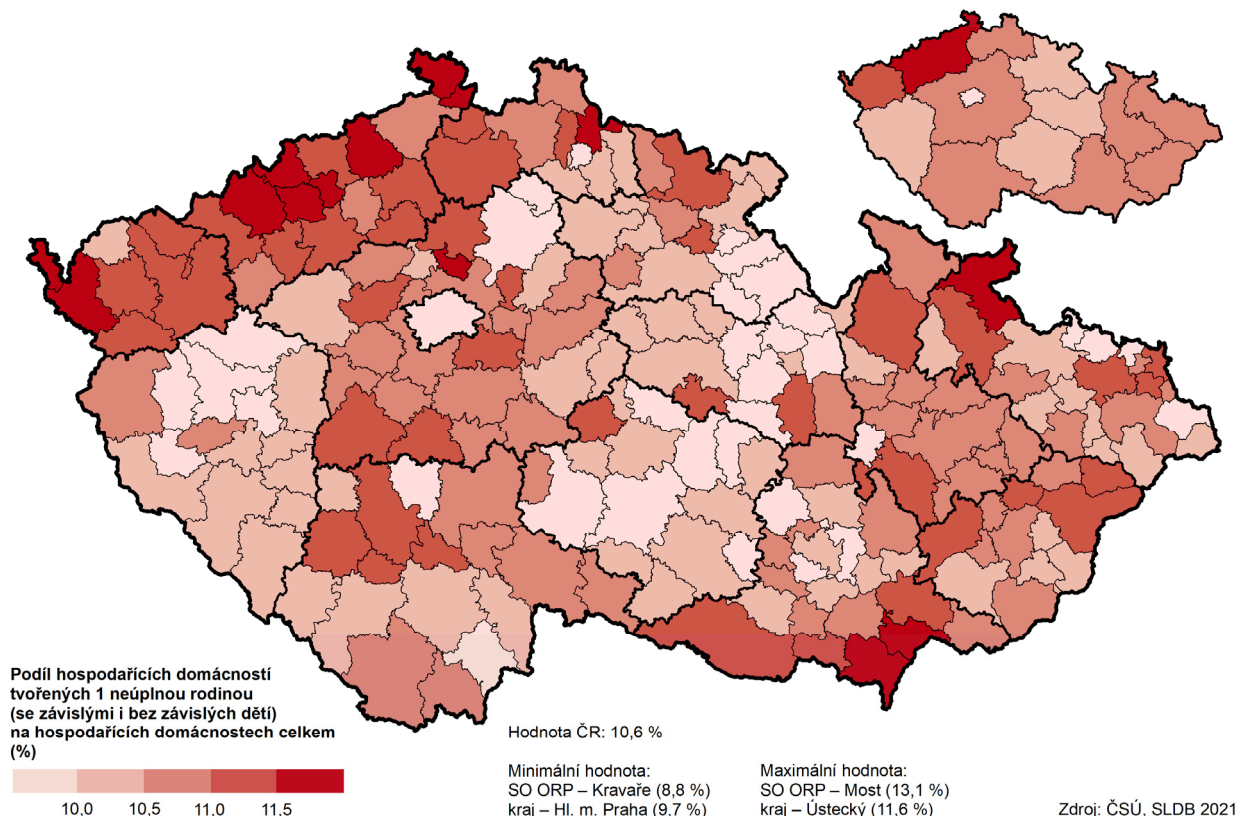 Podíl hospodařících domácností
tvořených 1 neúplnou rodinou
(se závislými i bez závislých dětí)
na hospodařících domácnostech celkem
(%)
10,0 10,5 11,0 11,5
Hodnota ČR: 10,6 %
Minimální hodnota:
SO ORP – Kravaře (8,8 %)
kraj – Hl. m. Praha (9,7 %)
Maximální hodnota:
SO ORP – Most (13,1 %)
kraj – Ústecký (11,6 %)
Zdroj: ČSÚ, SLDB 2021